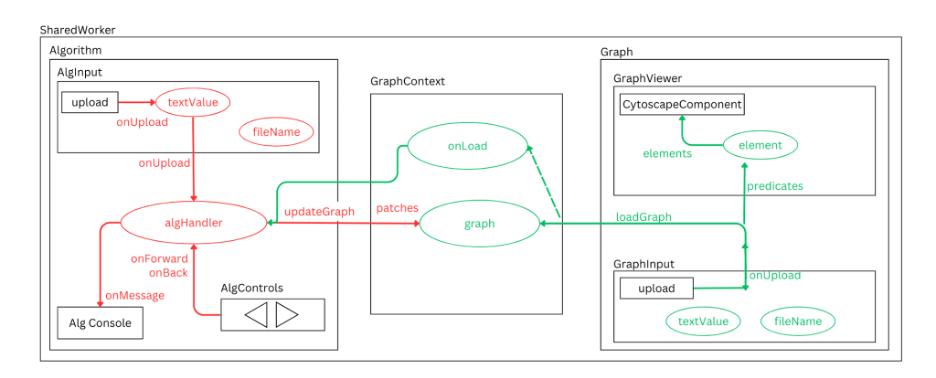 SharedWorker
Algorithm
AlgInput
upload
textValue
onUpload
fileName
onUpload
algHandler
updateGraph
patches
onForward
onBack
onMessage
AlgControls
Alg Console
GraphContext
onLoad
graph
loadGraph
Graph
GraphViewer
CytoscapeComponent
elements
element
predicates
GraphInput
upload
onUpload
textValue
fileName